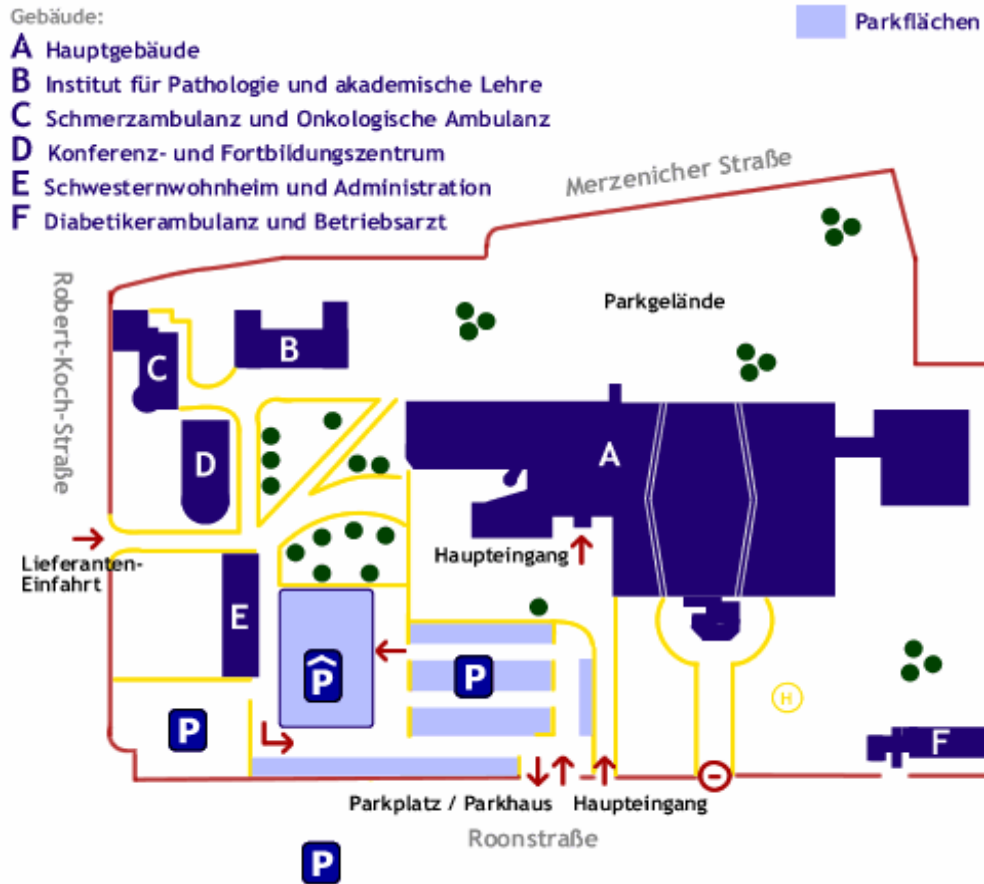 Gebäude:
A Hauptgebäude
B Institut für Pathologie und akademische Lehre
C Schmerzambulanz und Onkologische Ambulanz
D Konferenz- und Fortbildungszentrum
E Schwesternwohnheim und Administration
F Diabetikerambulanz und Betriebsarzt
Parkflächen
Merzenicher Straße
Robert-Koch-Straße
Parkgelände
B
C
A
D
Haupteingang
Lieferanten-
Einfahrt
E
P
P
P
H
F
Parkplatz / Parkhaus
Haupteingang
Roonstraße
P